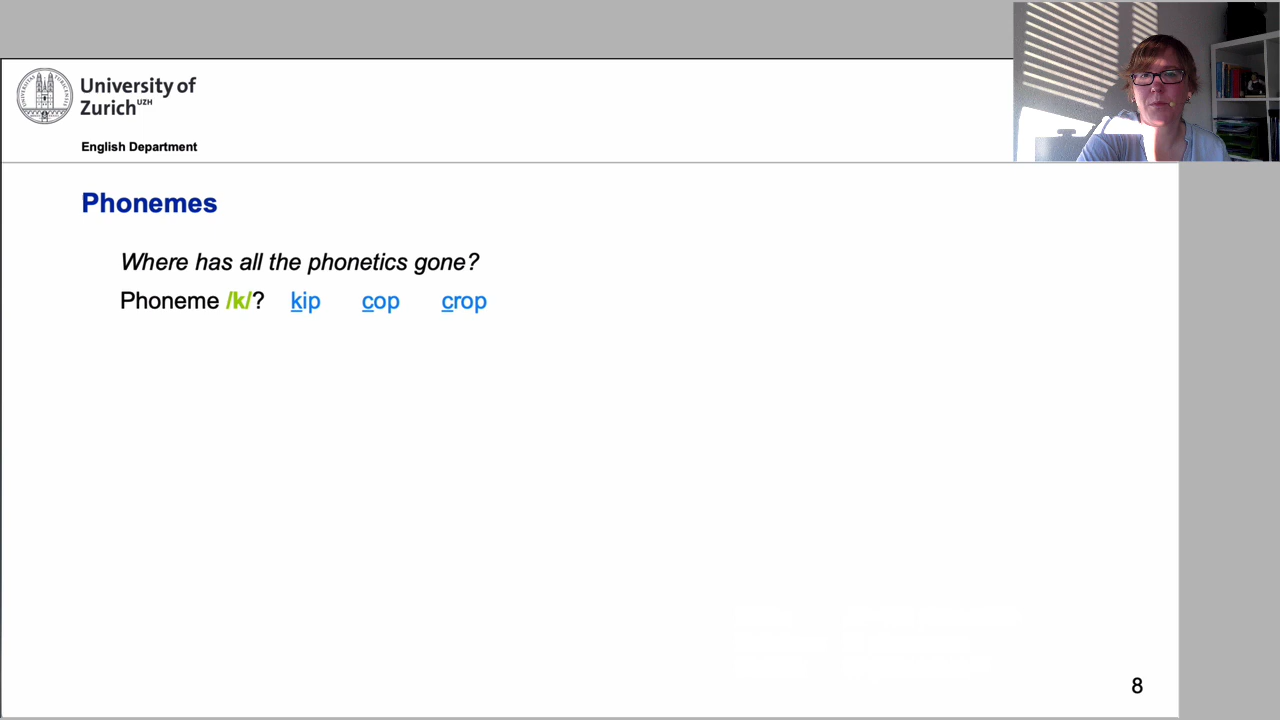 University of
Zurich UZH
English Department
Phonemes
Where has all the phonetics gone?
Phoneme /k/? kip cop crop
8